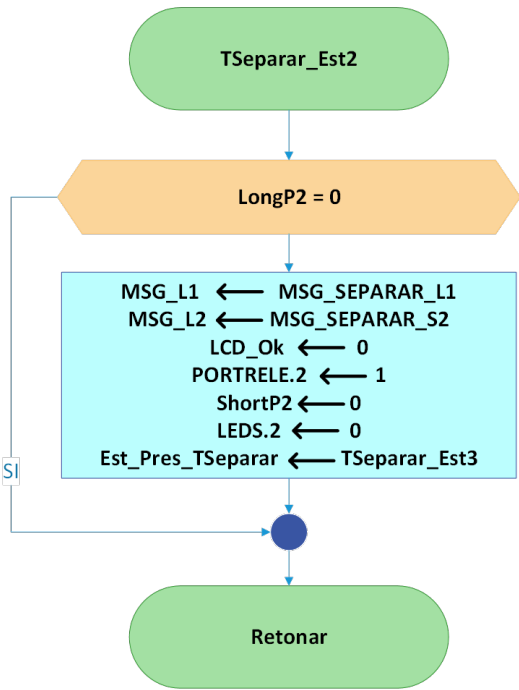 TSeparar_Est2
LongP2 = 0
MSG_L1 ← MSG_SEPARAR_L1
MSG_L2 ← MSG_SEPARAR_S2
LCD_Ok ← 0
PORTRELE.2 ← 1
ShortP2 ← 0
LEDS.2 ← 0
Est_Pres_TSeparar ← TSeparar_Est3
SI
Retonar